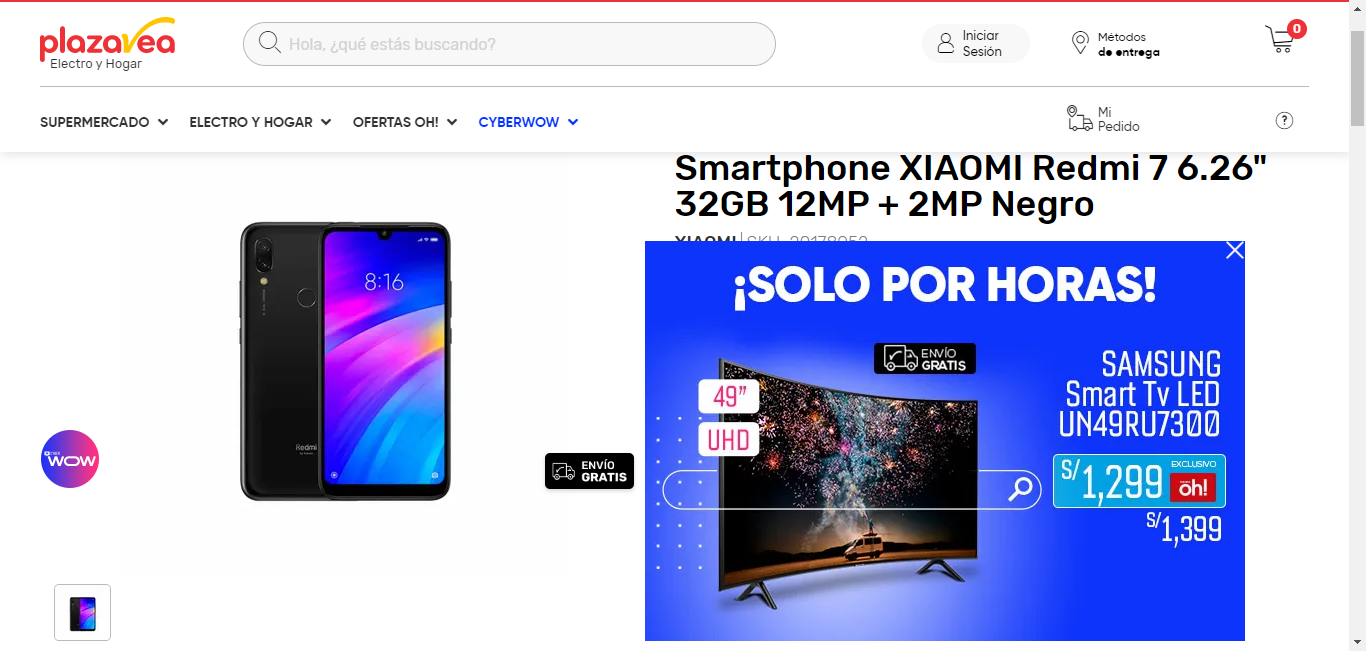 plazavea
Electro y Hogar
Hola, ¿qué estás buscando?
Iniciar
Sesión
Métodos
de entrega
0
SUPERMERCADO
ELECTRO Y HOGAR
OFERTAS OH!
CYBERWOW
Mi
Pedido
?
Smartphone XIAOMI Redmi 7 6.26"
32GB 12MP + 2MP Negro
XIAOMI | SKU: 20178052
8:16
Redmi
WOW
ENVÍO
GRATIS
¡SOLO POR HORAS!
ENVÍO
GRATIS
49”
UHD
SAMSUNG
Smart Tv LED
UN49RU7300
S/1,299
EXCLUSIVO
oh!
S/1,399